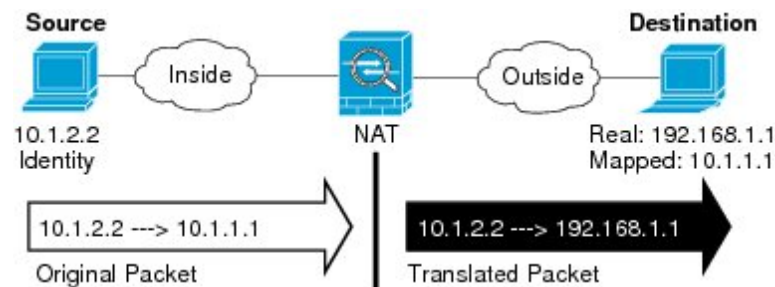 Source
Destination
Inside
Outside
10.1.2.2
Identity
NAT
Real: 192.168.1.1
Mapped: 10.1.1.1
10.1.2.2 ---> 10.1.1.1
10.1.2.2 ---> 192.168.1.1
Original Packet
Translated Packet